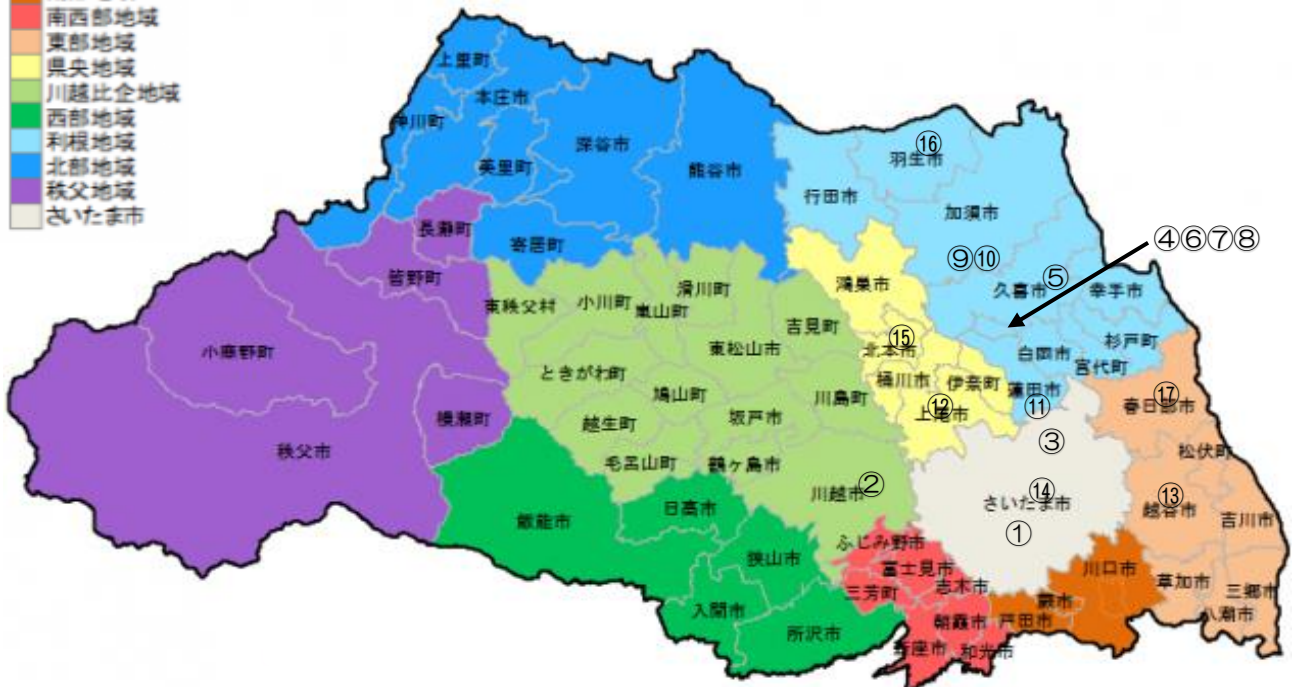 南西部地域
東部地域
県央地域
川越比企地域
西部地域
利根地域
北部地域
秩父地域
さいたま市
上里町
本庄市
神川町
美里町
深谷市
熊谷市
⑯
羽生市
行田市
加須市
長瀞町
寄居町
皆野町
④⑥⑦⑧
⑨⑩
⑤
久喜市
幸手市
鴻巣市
東秩父村
小川町
滑川町
嵐山町
吉見町
小鹿野町
東松山市
⑮
北本市
白岡市
杉戸町
宮代町
ときがわ町
鳩山町
桶川市
伊奈町
蓮田市
川島町
横瀬町
越生町
坂戸市
⑫
上尾市
⑪
⑰
春日部市
秩父市
毛呂山町
鶴ヶ島市
③
松伏町
川越市②
⑭
さいたま市
⑬
越谷市
吉川市
飯能市
日高市
①
ふじみ野市
狭山市
富士見市
川口市
三芳町
志木市
草加市
三郷市
入間市
蕨市
八潮市
所沢市
朝霞市
戸田市
新座市
和光市